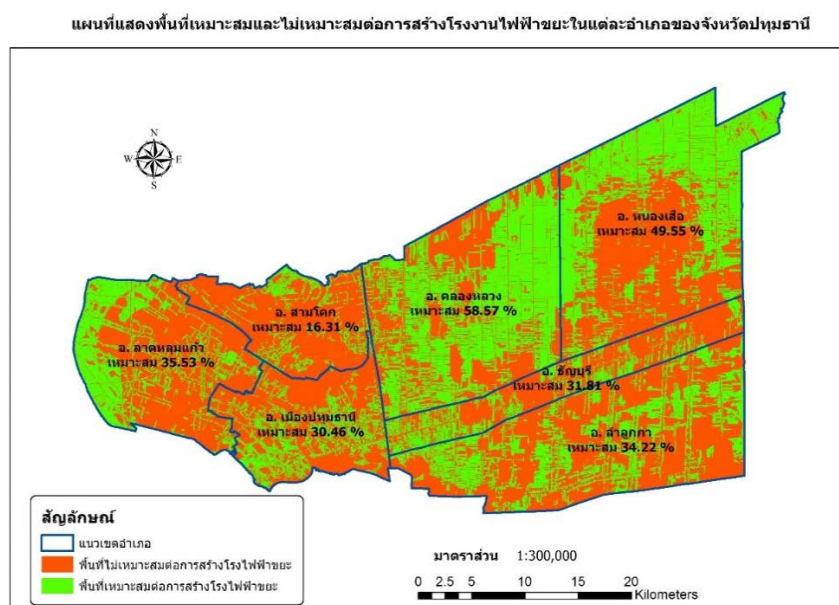 แผนที่แสดงพื้นที่เหมาะสมและไม่เหมาะสมต่อการสร้างโรงงานไฟฟ้าขยะในแต่ละอำเภอของจังหวัดปทุมธานี
N
W E
S
อ. หนองเสือ
เหมาะสม 49.55 %
อ. คลองหลวง
เหมาะสม 58.57 %
อ. สามโคก
เหมาะสม 16.31 %
อ. ลาดหลุมแก้ว
เหมาะสม 35.53 %
อ. ธัญบุรี
เหมาะสม 31.81 %
อ. เมืองปทุมธานี
เหมาะสม 30.46 %
อ. ลำลูกกา
เหมาะสม 34.22 %
สัญลักษณ์
แนวเขตอำเภอ
พื้นที่ไม่เหมาะสมต่อการสร้างโรงไฟฟ้าขยะ
พื้นที่เหมาะสมต่อการสร้างโรงไฟฟ้าขยะ
มาตราส่วน 1:300,000
0 2.5 5 10 15 20
Kilometers